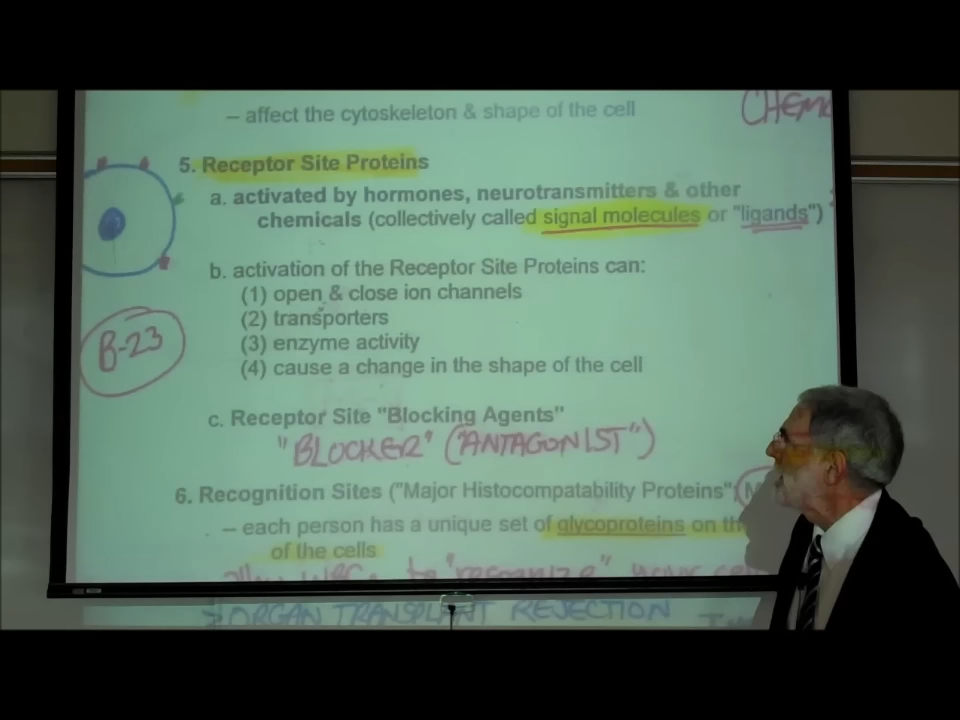 – affect the cytoskeleton & shape of the cell
CHEMO
5. Receptor Site Proteins
a. activated by hormones, neurotransmitters & other
chemicals (collectively called signal molecules or "ligands")
b. activation of the Receptor Site Proteins can:
(1) open & close ion channels
(2) transporters
(3) enzyme activity
(4) cause a change in the shape of the cell
B-23
c. Receptor Site "Blocking Agents"
"BLOCKER" ("ANTAGONIST")
6. Recognition Sites ("Major Histocompatability Proteins";
– each person has a unique set of glycoproteins on th
of the cells
to "recognize" your
>ORGAN TRANSPLANT REJECTION